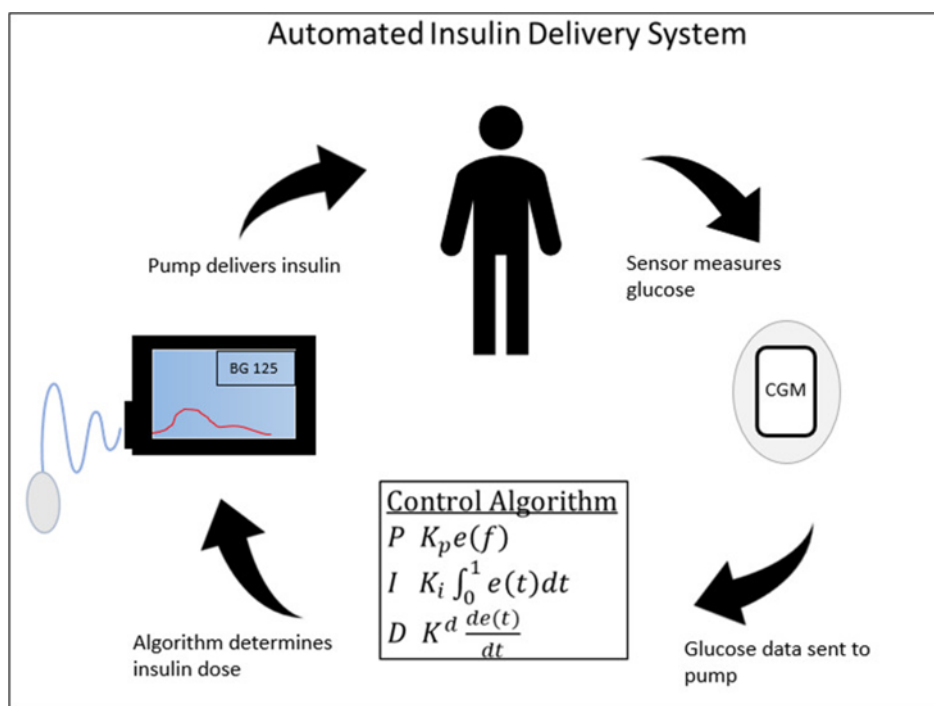 Automated Insulin Delivery System
Pump delivers insulin
Sensor measures
glucose
BG 125
CGM
Control Algorithm
P K_p e(f)
I K_i ∫_0^1 e(t)dt
D K^d de(t)/dt
Algorithm determines
insulin dose
Glucose data sent to
pump